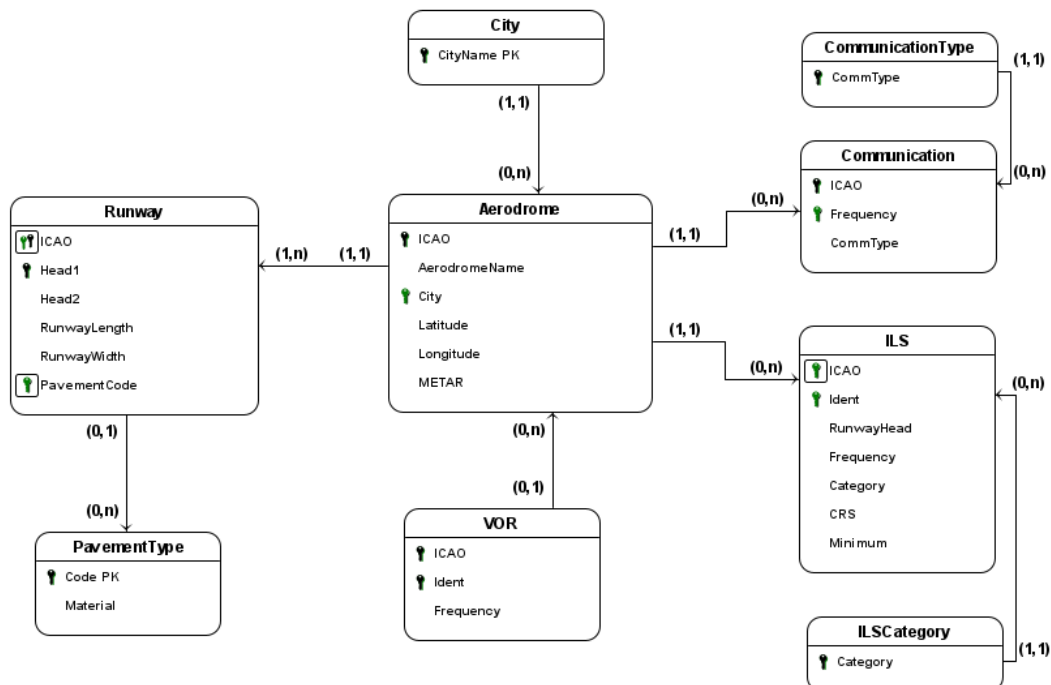 City
CityName PK
(1,1)
(0,n)
CommunicationType
CommType
(1,1)
(0,n)
Communication
ICAO
Frequency
CommType
Runway
ICAO
Head1
Head2
RunwayLength
RunwayWidth
PavementCode
(1,n)
(1,1)
Aerodrome
ICAO
AerodromeName
City
Latitude
Longitude
METAR
(1,1)
(0,n)
(1,1)
(0,n)
ILS
ICAO
Ident
RunwayHead
Frequency
Category
CRS
Minimum
(0,n)
(0,1)
(0,n)
PavementType
Code PK
Material
(0,n)
(0,1)
VOR
ICAO
Ident
Frequency
ILSCategory
Category
(1,1)